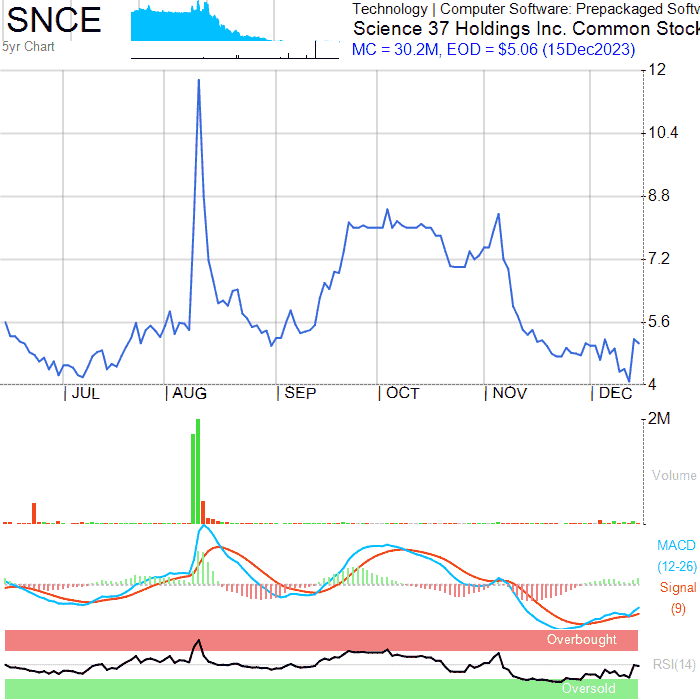 SNCE
5yr Chart
Technology | Computer Software: Prepackaged Softw
Science 37 Holdings Inc. Common Stock
MC = 30.2M, EOD = $5.06 (15Dec2023)
12
10.4
8.8
7.2
5.6
4
| JUL | AUG | SEP | OCT | NOV | DEC
2M
Volume
MACD
(12-26)
Signal
(9)
Overbought
RSI(14)
Oversold